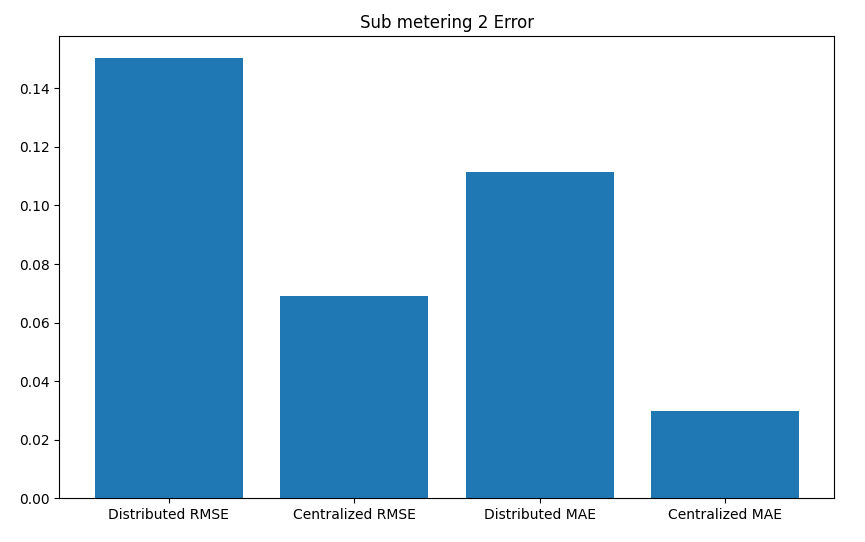 Sub metering 2 Error
0.14
0.12
0.10
0.08
0.06
0.04
0.02
0.00
Distributed RMSE
Centralized RMSE
Distributed MAE
Centralized MAE